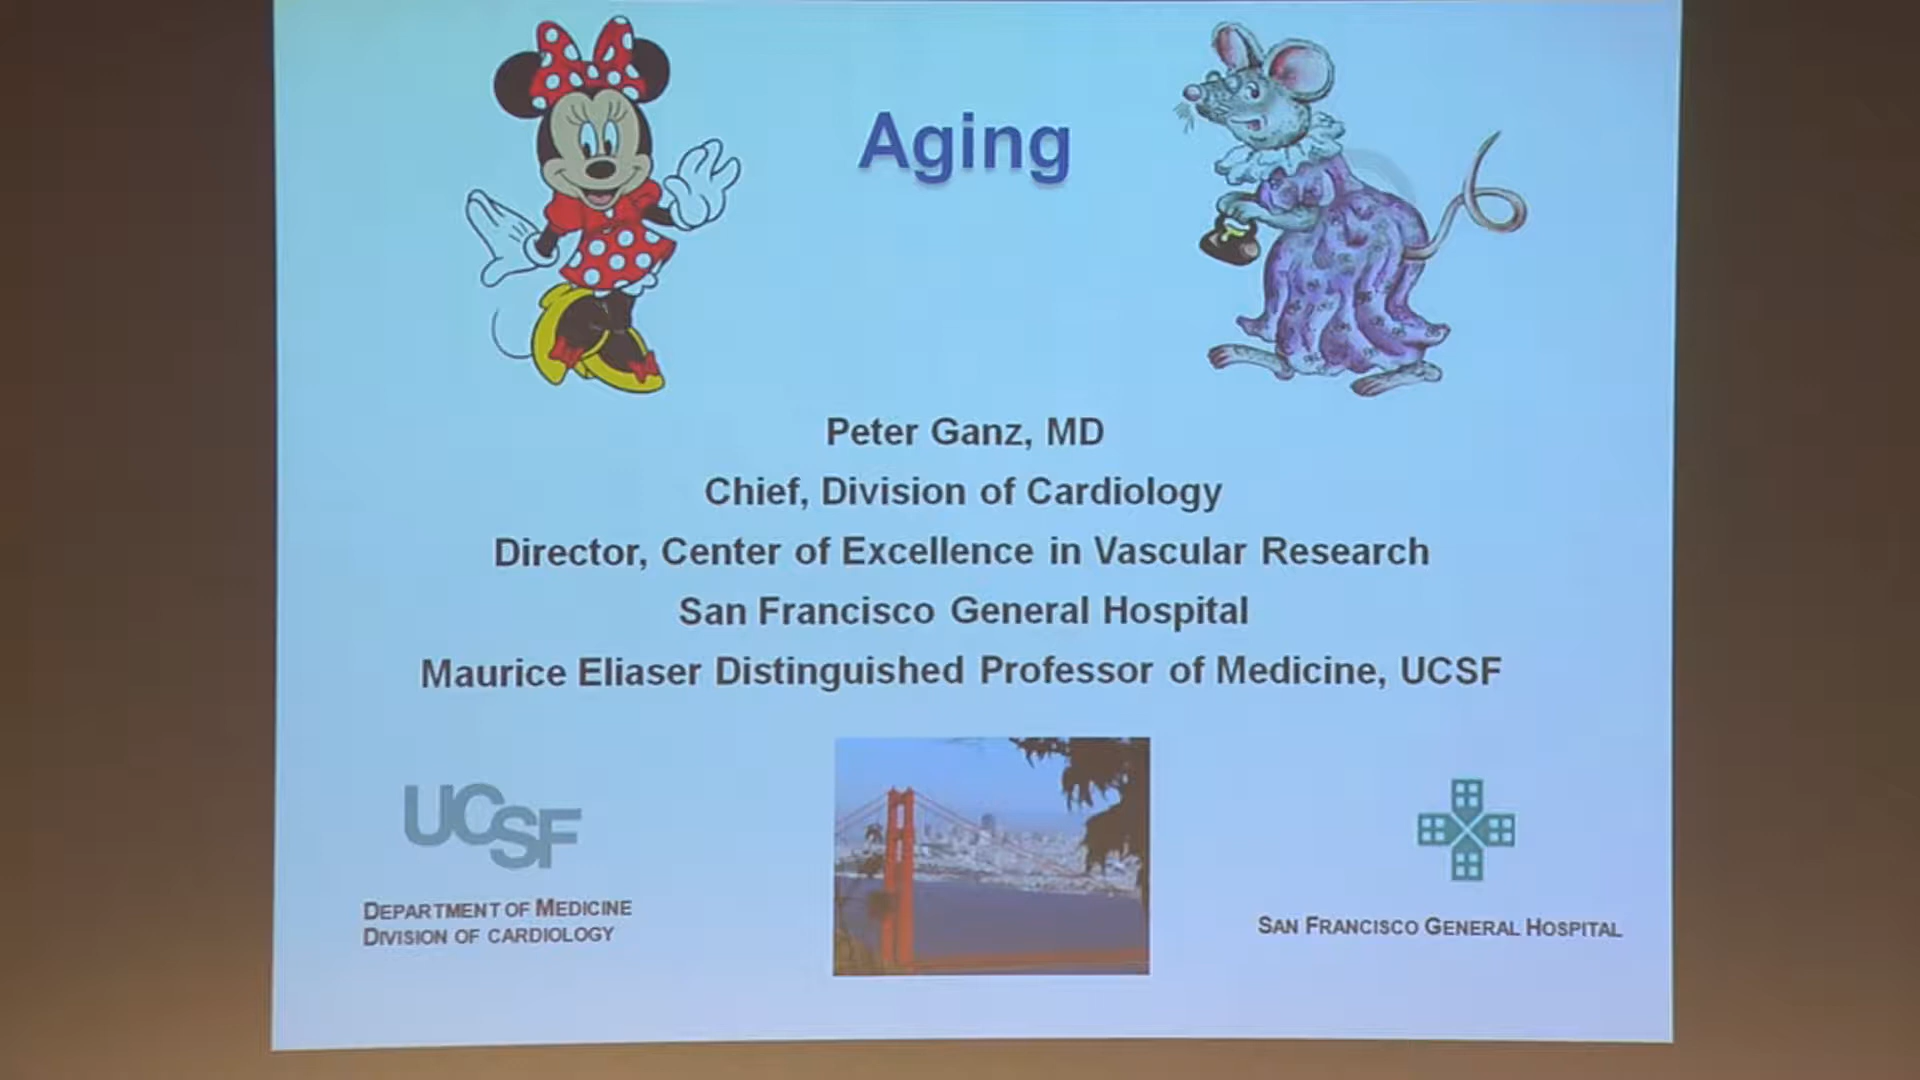 Aging
Peter Ganz, MD
Chief, Division of Cardiology
Director, Center of Excellence in Vascular Research
San Francisco General Hospital
Maurice Eliaser Distinguished Professor of Medicine, UCSF
UCSF
DEPARTMENT OF MEDICINE
DIVISION OF CARDIOLOGY
SAN FRANCISCO GENERAL HOSPITAL